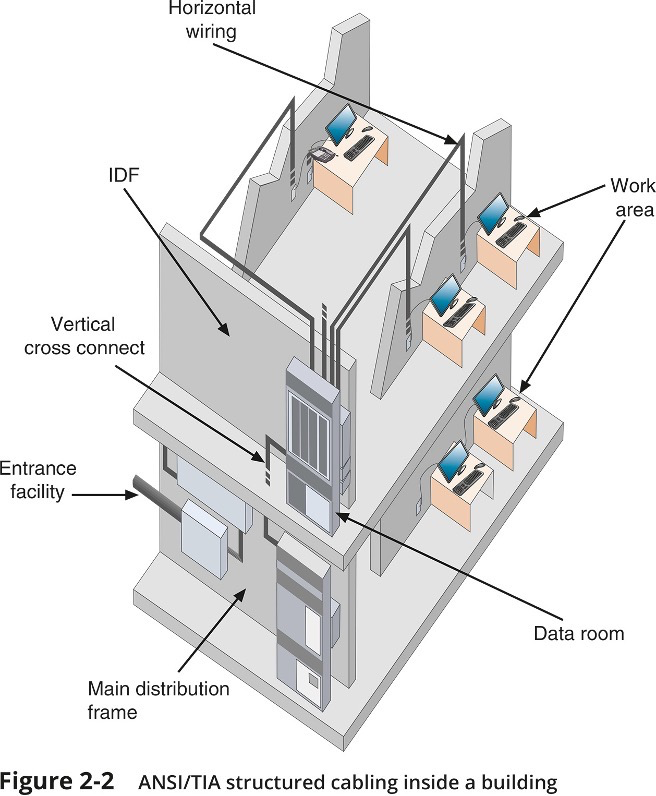 Horizontal
wiring
IDF
Work
area
Vertical
cross connect
Entrance
facility
Data room
Main distribution
frame
Figure 2-2 ANSI/TIA structured cabling inside a building